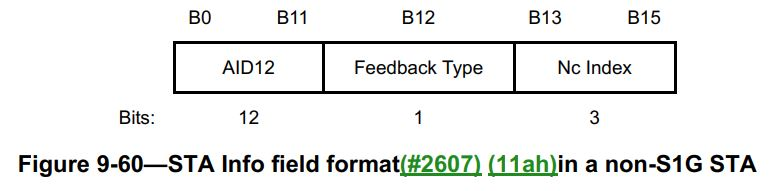 B0 B11 B12 B13 B15
AID12 Feedback Type Nc Index
Bits: 12 1 3
Figure 9-60—STA Info field format(#2607) (11ah)in a non-S1G STA